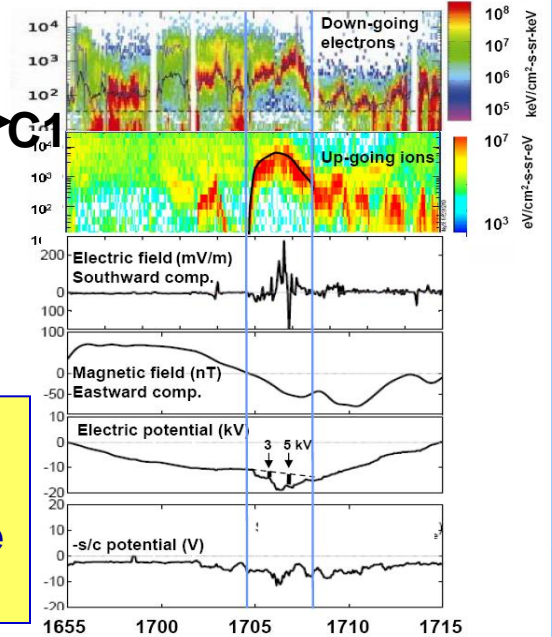 Down-going
electrons
10⁴
10³
10²
10⁸
10⁷
10⁶
10⁵
keV/cm²-s-sr-keV
C1
Up-going ions
10³
10²
10⁷
10³
eV/cm²-s-sr-eV
Electric field (mV/m)
Southward comp.
200
0
100
100
Magnetic field (nT)
Eastward comp.
0
-50
10
Electric potential (kV)
3 5 kV
0
-10
-20
20
10
-s/c potential (V)
0
-10
-20
1655 1700 1705 1710 1715
e